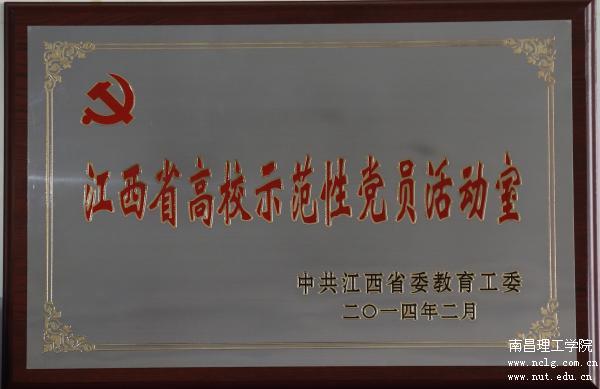 江西省高校示范性党员活动室
中共江西省委教育工委
二〇一四年二月
南昌理工学院
www.nclg.com.cn
www.nut.edu.cn